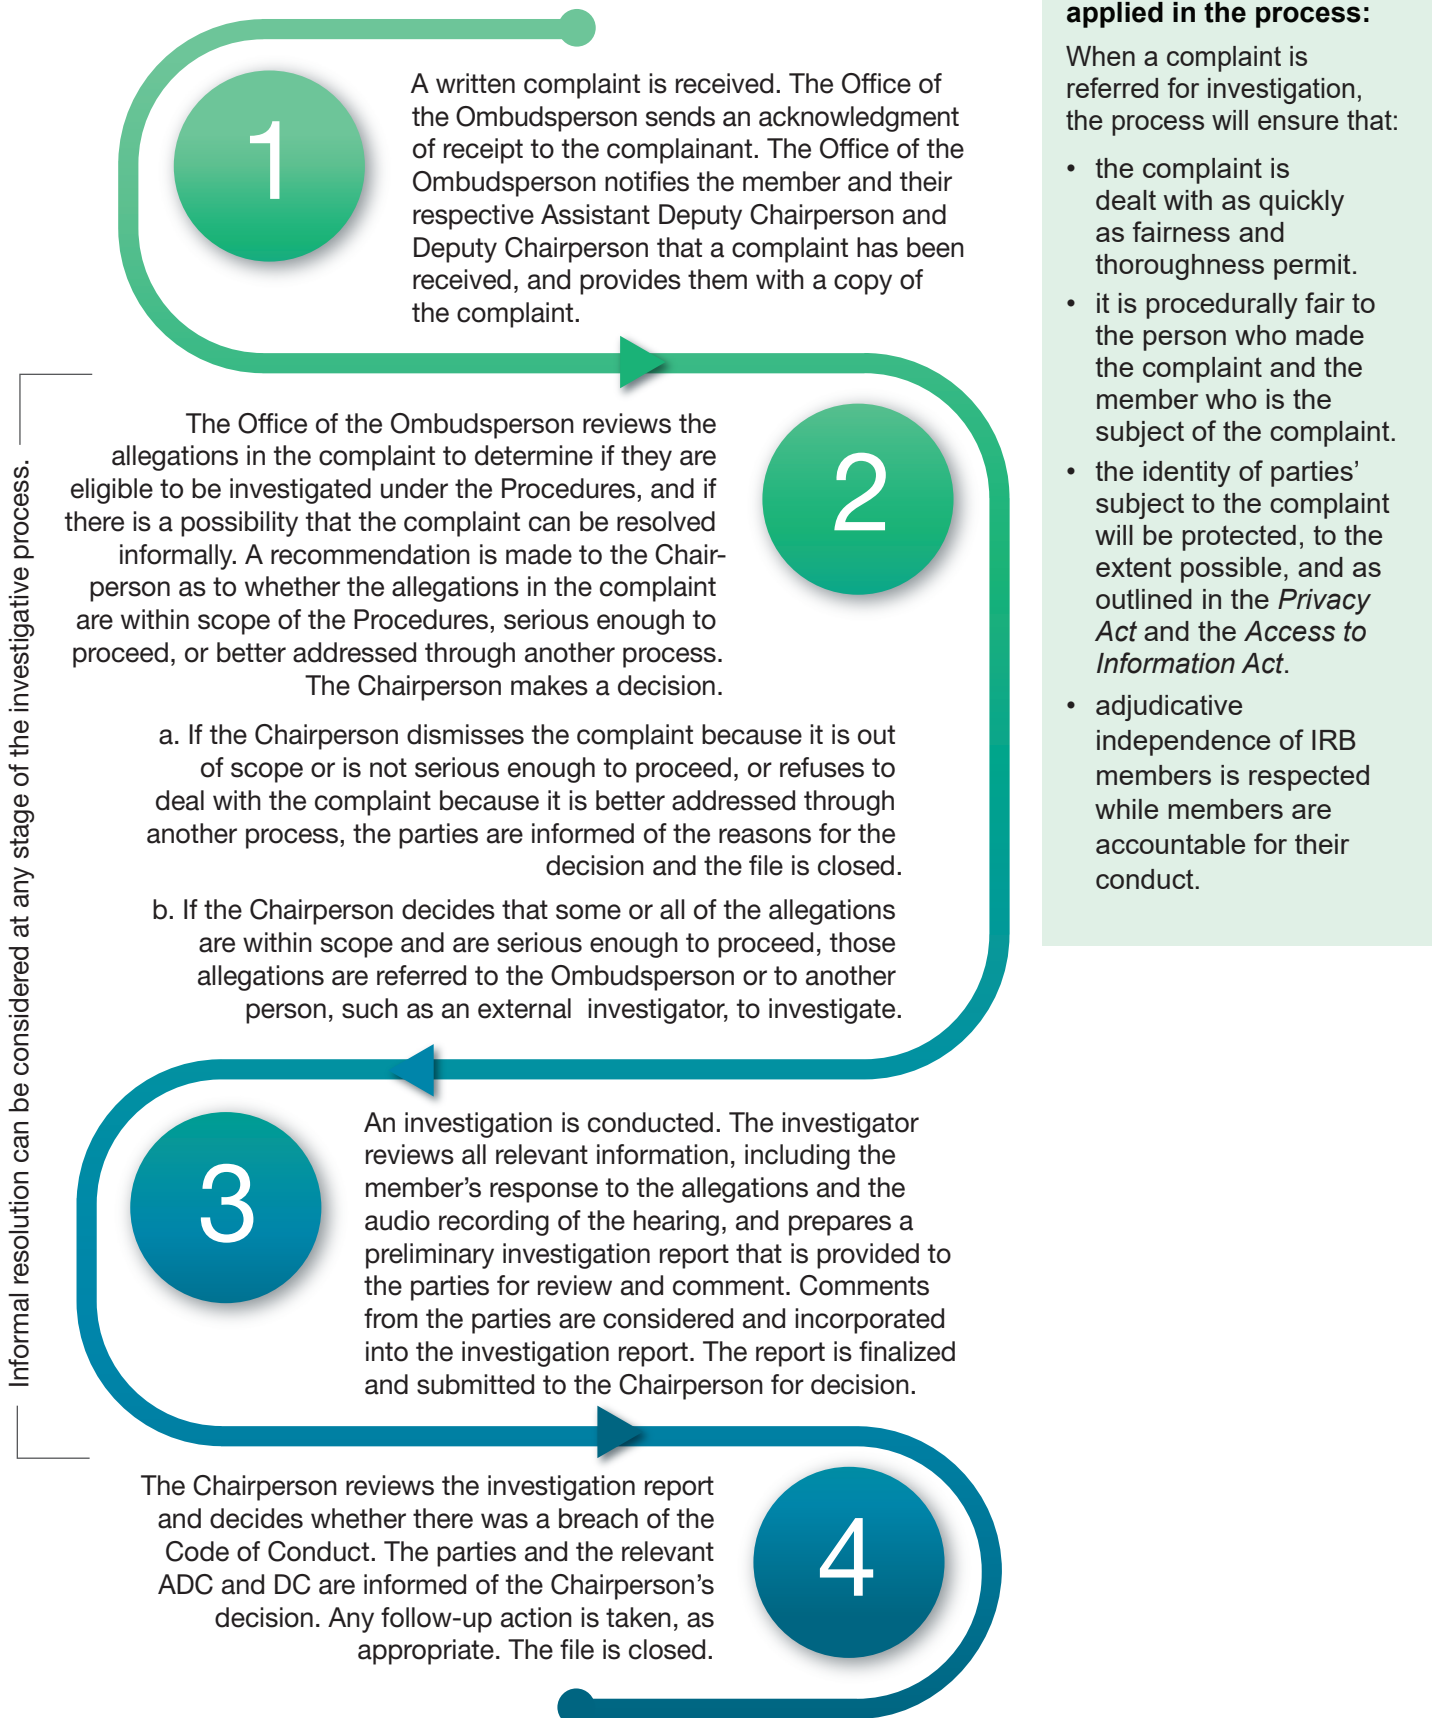 1
A written complaint is received. The Office of
the Ombudsperson sends an acknowledgment
of receipt to the complainant. The Office of the
Ombudsperson notifies the member and their
respective Assistant Deputy Chairperson and
Deputy Chairperson that a complaint has been
received, and provides them with a copy of
the complaint.
Informal resolution can be considered at any stage of the investigative process.
The Office of the Ombudsperson reviews the
allegations in the complaint to determine if they are
eligible to be investigated under the Procedures, and if
there is a possibility that the complaint can be resolved
informally. A recommendation is made to the Chair-
person as to whether the allegations in the complaint
are within scope of the Procedures, serious enough to
proceed, or better addressed through another process.
The Chairperson makes a decision.
2
a. If the Chairperson dismisses the complaint because it is out
of scope or is not serious enough to proceed, or refuses to
deal with the complaint because it is better addressed through
another process, the parties are informed of the reasons for the
decision and the file is closed.
b. If the Chairperson decides that some or all of the allegations
are within scope and are serious enough to proceed, those
allegations are referred to the Ombudsperson or to another
person, such as an external  investigator, to investigate.
3
An investigation is conducted. The investigator
reviews all relevant information, including the
member’s response to the allegations and the
audio recording of the hearing, and prepares a
preliminary investigation report that is provided to
the parties for review and comment. Comments
from the parties are considered and incorporated
into the investigation report. The report is finalized
and submitted to the Chairperson for decision.
The Chairperson reviews the investigation report
and decides whether there was a breach of the
Code of Conduct. The parties and the relevant
ADC and DC are informed of the Chairperson’s
decision. Any follow-up action is taken, as
appropriate. The file is closed.
4
applied in the process:
When a complaint is
referred for investigation,
the process will ensure that:
• the complaint is
dealt with as quickly
as fairness and
thoroughness permit.
• it is procedurally fair to
the person who made
the complaint and the
member who is the
subject of the complaint.
• the identity of parties’
subject to the complaint
will be protected, to the
extent possible, and as
outlined in the Privacy
Act and the Access to
Information Act.
• adjudicative
independence of IRB
members is respected
while members are
accountable for their
conduct.